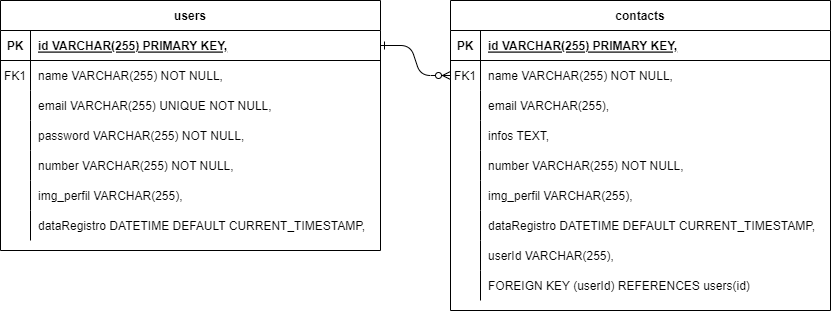 users
PK id VARCHAR(255) PRIMARY KEY,
FK1 name VARCHAR(255) NOT NULL,
email VARCHAR(255) UNIQUE NOT NULL,
password VARCHAR(255) NOT NULL,
number VARCHAR(255) NOT NULL,
img_perfil VARCHAR(255),
dataRegistro DATETIME DEFAULT CURRENT_TIMESTAMP,
contacts
PK id VARCHAR(255) PRIMARY KEY,
FK1 name VARCHAR(255) NOT NULL,
email VARCHAR(255),
infos TEXT,
number VARCHAR(255) NOT NULL,
img_perfil VARCHAR(255),
dataRegistro DATETIME DEFAULT CURRENT_TIMESTAMP,
userId VARCHAR(255),
FOREIGN KEY (userId) REFERENCES users(id)